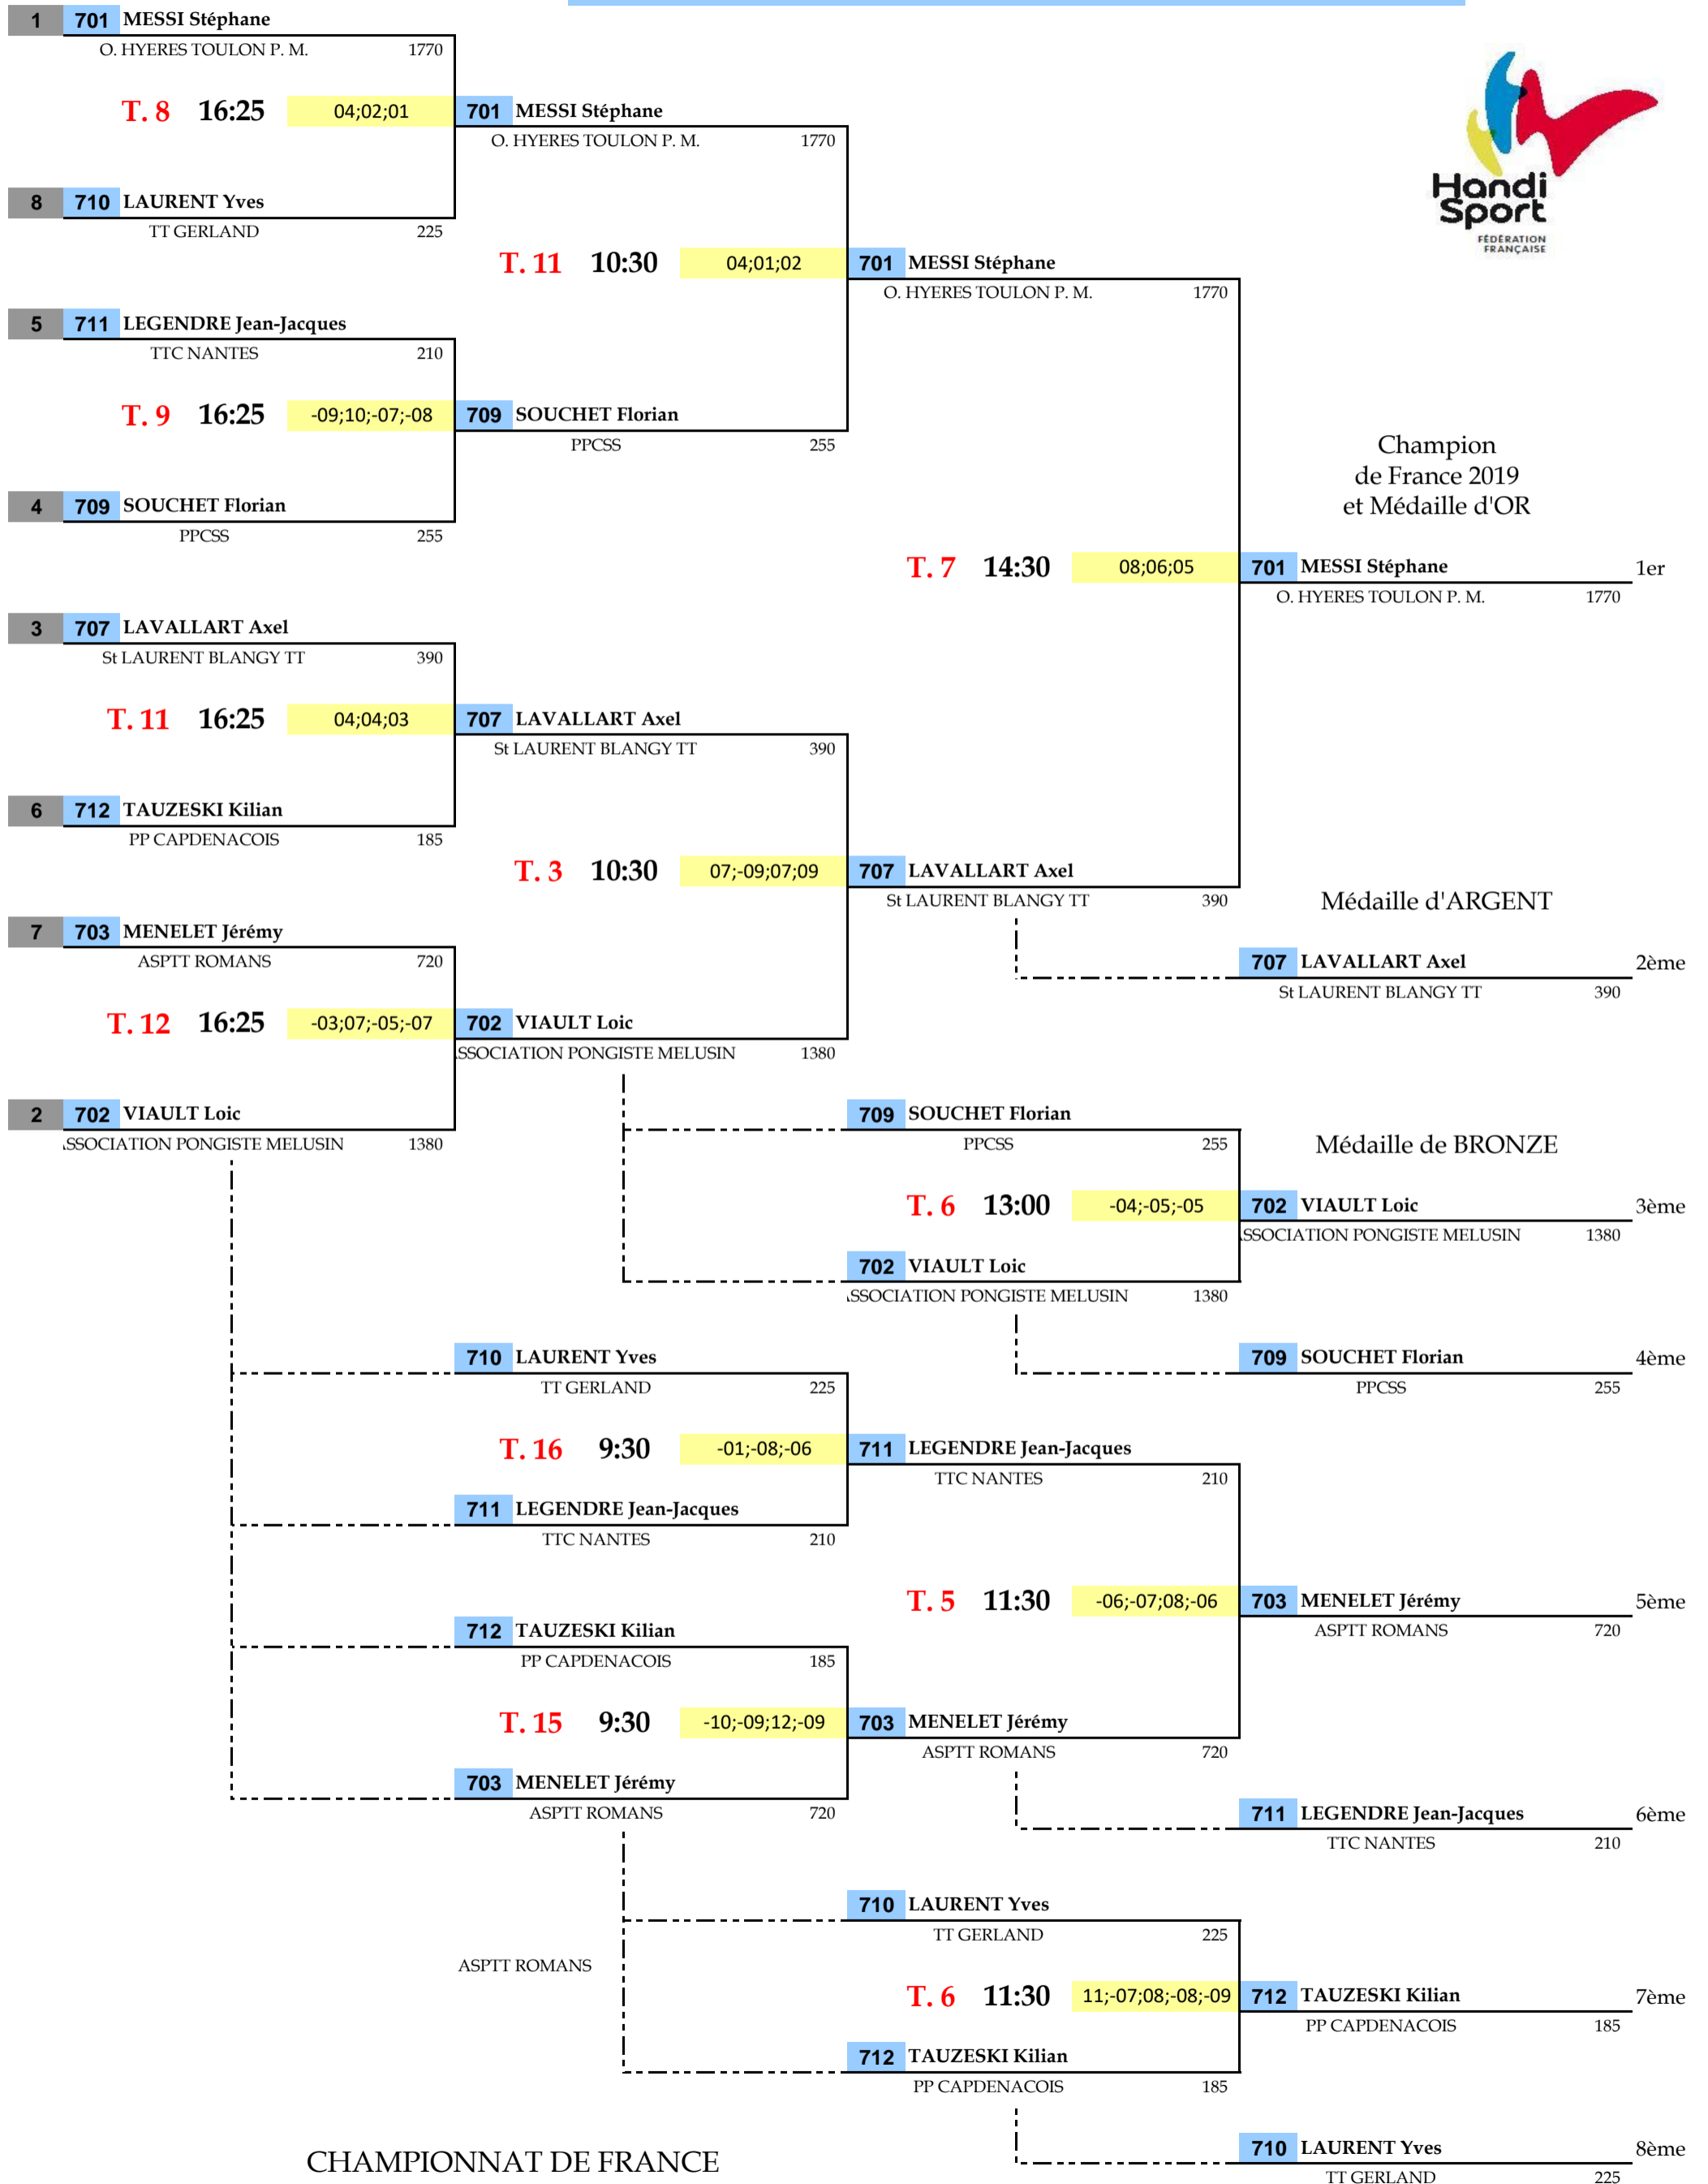 1 701 MESSI Stéphane
O. HYERES TOULON P. M. 1770
T. 8 16:25 04;02;01 701 MESSI Stéphane
O. HYERES TOULON P. M. 1770
Handi
Sport
FÉDÉRATION
FRANÇAISE
8 710 LAURENT Yves
TT GERLAND 225
T. 11 10:30 04;01;02 701 MESSI Stéphane
O. HYERES TOULON P. M. 1770
5 711 LEGENDRE Jean-Jacques
TTC NANTES 210
T. 9 16:25 -09;10;-07;-08 709 SOUCHET Florian
PPCSS 255
Champion
de France 2019
et Médaille d'OR
4 709 SOUCHET Florian
PPCSS 255
T. 7 14:30 08;06;05 701 MESSI Stéphane 1er
O. HYERES TOULON P. M. 1770
3 707 LAVALLART Axel
St LAURENT BLANGY TT 390
T. 11 16:25 04;04;03 707 LAVALLART Axel
St LAURENT BLANGY TT 390
6 712 TAUZESKI Kilian
PP CAPDENACOIS 185
T. 3 10:30 07;-09;07;09 707 LAVALLART Axel
St LAURENT BLANGY TT 390
Médaille d'ARGENT
7 703 MENELET Jérémy
ASPTT ROMANS 720
707 LAVALLART Axel 2ème
St LAURENT BLANGY TT 390
T. 12 16:25 -03;07;-05;-07 702 VIAULT Loic
SSOCIATION PONGISTE MELUSIN 1380
2 702 VIAULT Loic
SSOCIATION PONGISTE MELUSIN 1380
709 SOUCHET Florian
PPCSS 255
Médaille de BRONZE
T. 6 13:00 -04;-05;-05 702 VIAULT Loic 3ème
SSOCIATION PONGISTE MELUSIN 1380
702 VIAULT Loic
SSOCIATION PONGISTE MELUSIN 1380
710 LAURENT Yves
TT GERLAND 225
709 SOUCHET Florian 4ème
PPCSS 255
T. 16 9:30 -01;-08;-06 711 LEGENDRE Jean-Jacques
TTC NANTES 210
711 LEGENDRE Jean-Jacques
TTC NANTES 210
T. 5 11:30 -06;-07;08;-06 703 MENELET Jérémy 5ème
ASPTT ROMANS 720
712 TAUZESKI Kilian
PP CAPDENACOIS 185
T. 15 9:30 -10;-09;12;-09 703 MENELET Jérémy
ASPTT ROMANS 720
703 MENELET Jérémy
ASPTT ROMANS 720
711 LEGENDRE Jean-Jacques 6ème
TTC NANTES 210
710 LAURENT Yves
TT GERLAND 225
ASPTT ROMANS
T. 6 11:30 11;-07;08;-08;-09 712 TAUZESKI Kilian 7ème
PP CAPDENACOIS 185
712 TAUZESKI Kilian
PP CAPDENACOIS 185
CHAMPIONNAT DE FRANCE
710 LAURENT Yves 8ème
TT GERLAND 225